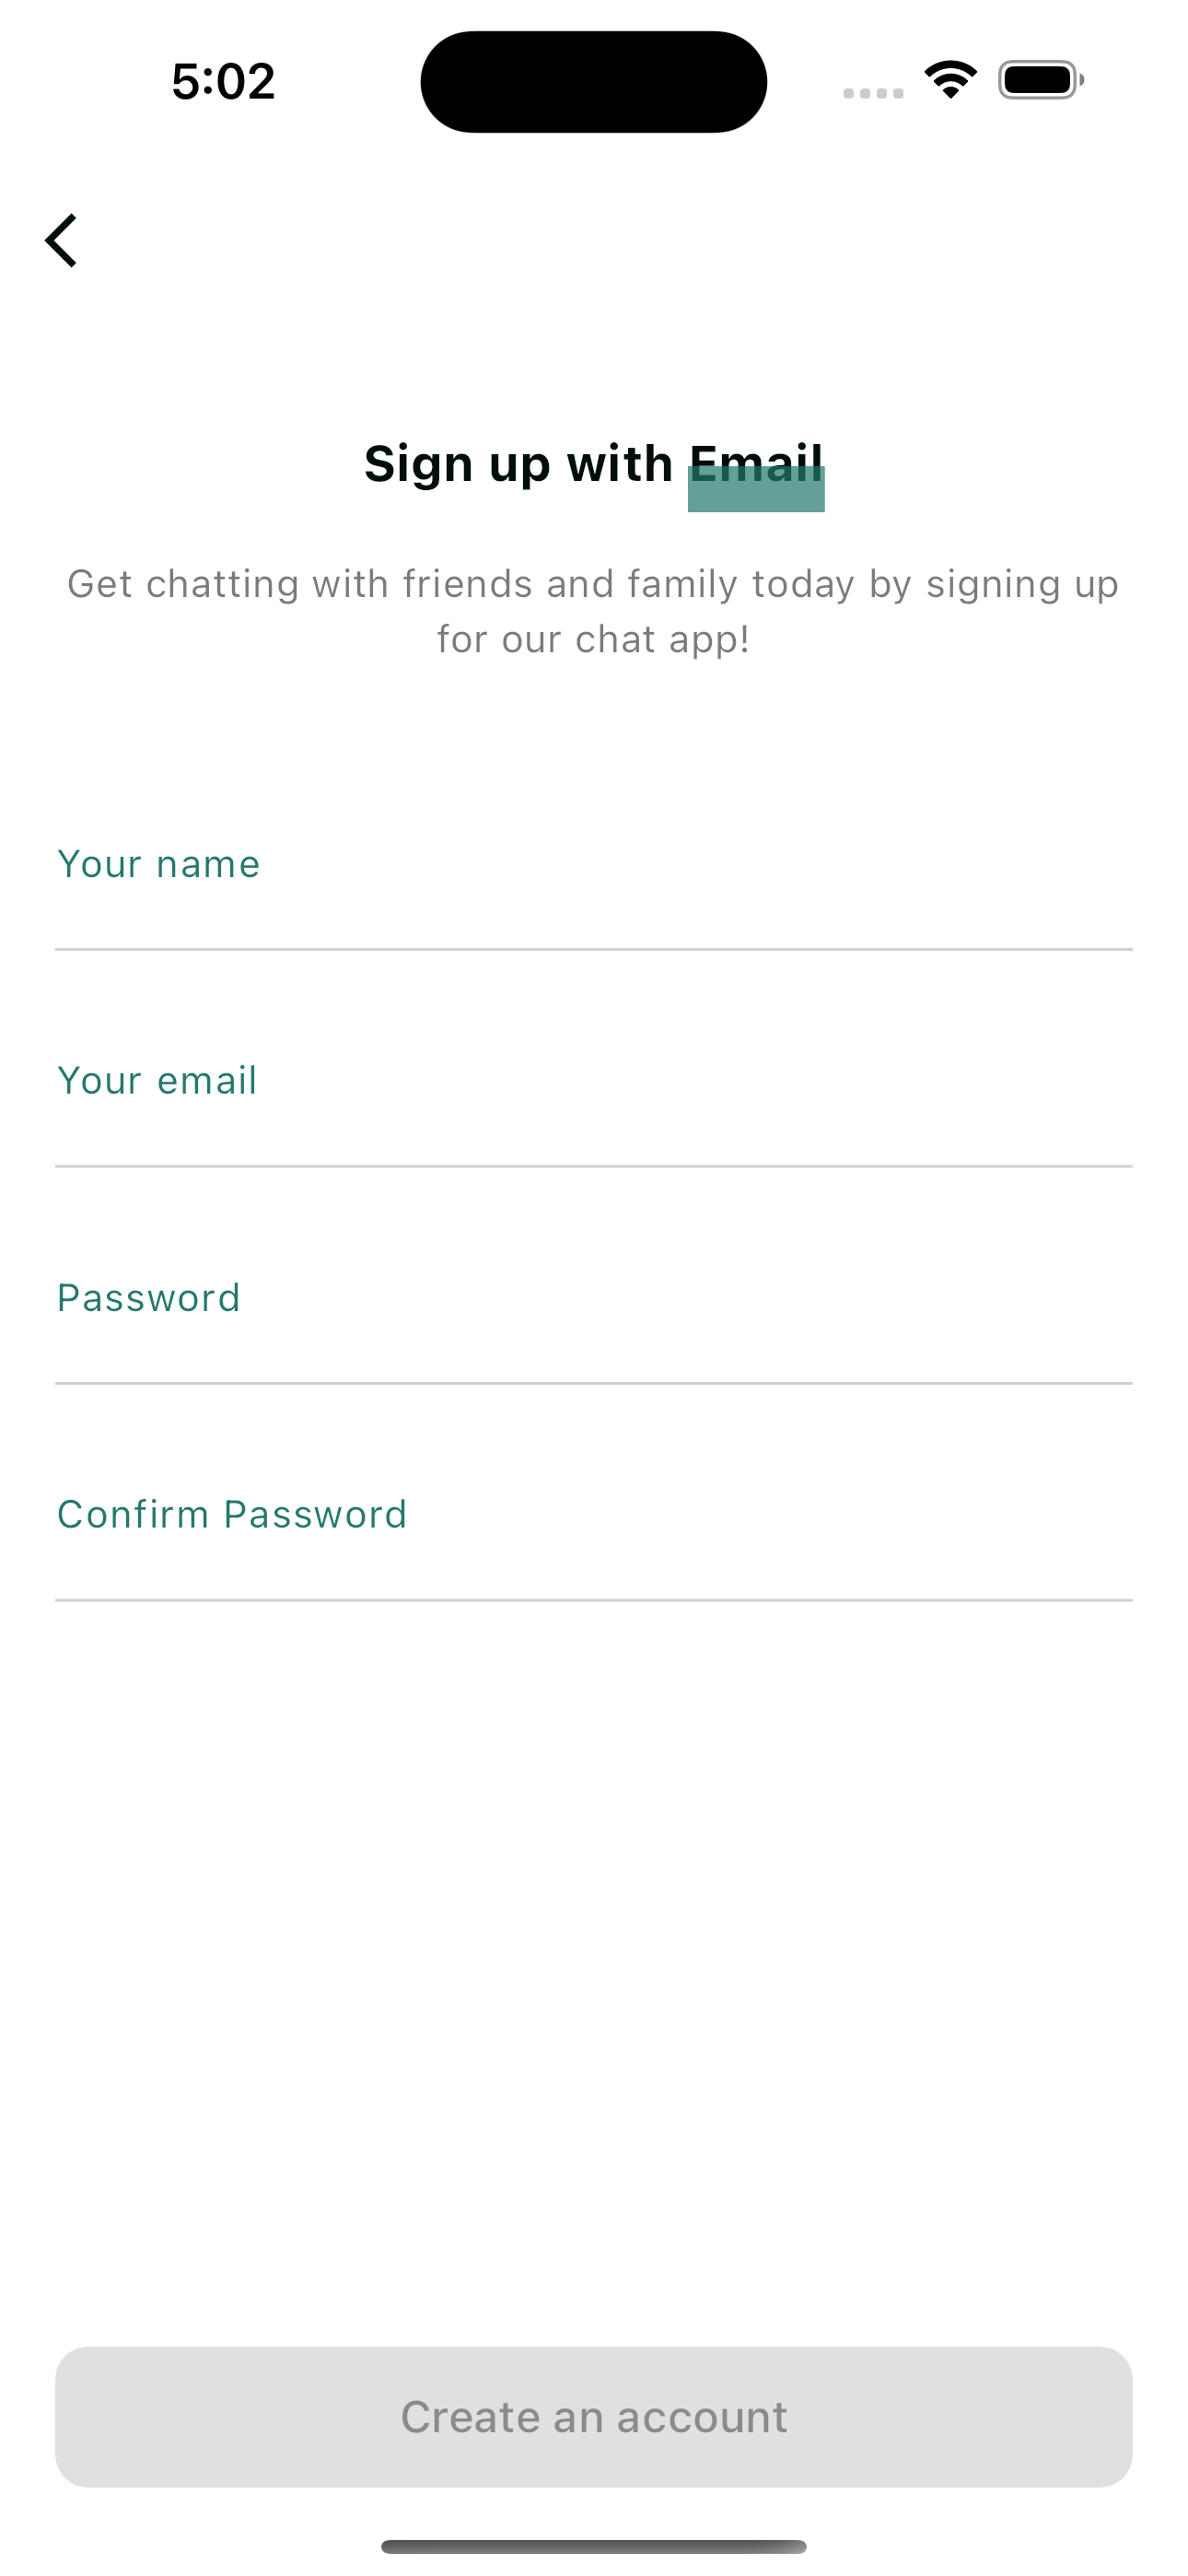 5:02
Sign up with Email
Get chatting with friends and family today by signing up
for our chat app!
Your name
Your email
Password
Confirm Password
Create an account